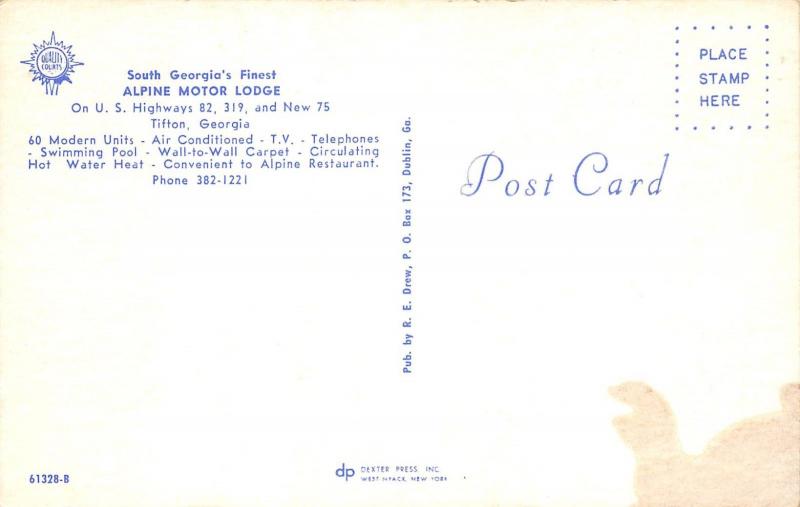 QUALITY
COURTS
South Georgia's Finest
ALPINE MOTOR LODGE
On U. S. Highways 82, 319, and New 75
Tifton, Georgia
60 Modern Units - Air Conditioned - T.V. - Telephones
- Swimming Pool - Wall-to-Wall Carpet - Circulating
Hot Water Heat - Convenient to Alpine Restaurant.
Phone 382-1221
Pub. by R. E. Drew, P. O. Box 173, Dublin, Ga.
PLACE
STAMP
HERE
Post Card
61328-B
dp DEXTER PRESS, INC.
WEST NYACK, NEW YORK